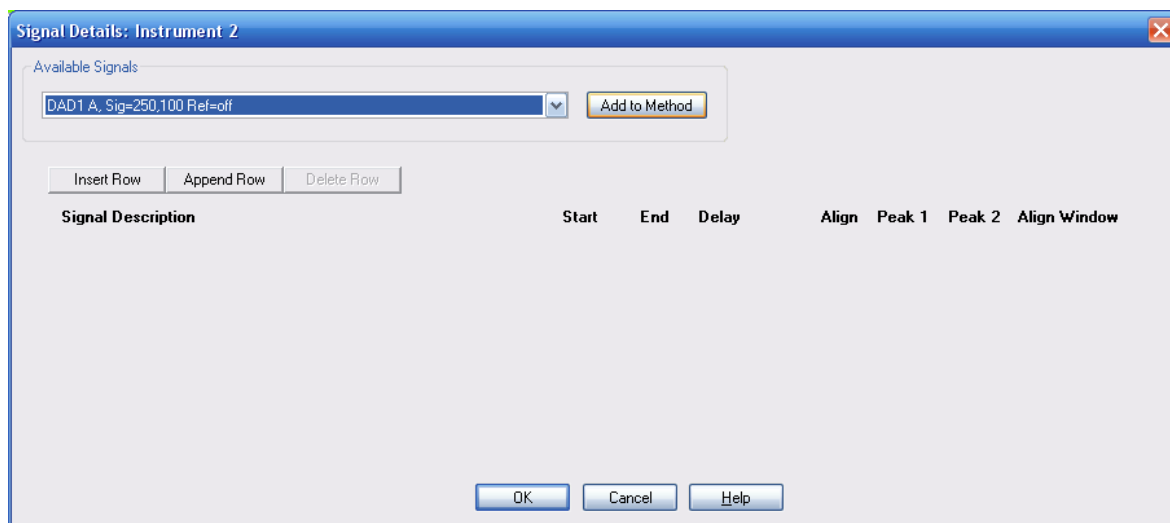 Signal Details: Instrument 2
Available Signals
DAD1 A, Sig=250,100 Ref=off
Add to Method
Insert Row Append Row Delete Row
Signal Description Start End Delay Align Peak 1 Peak 2 Align Window
OK Cancel Help